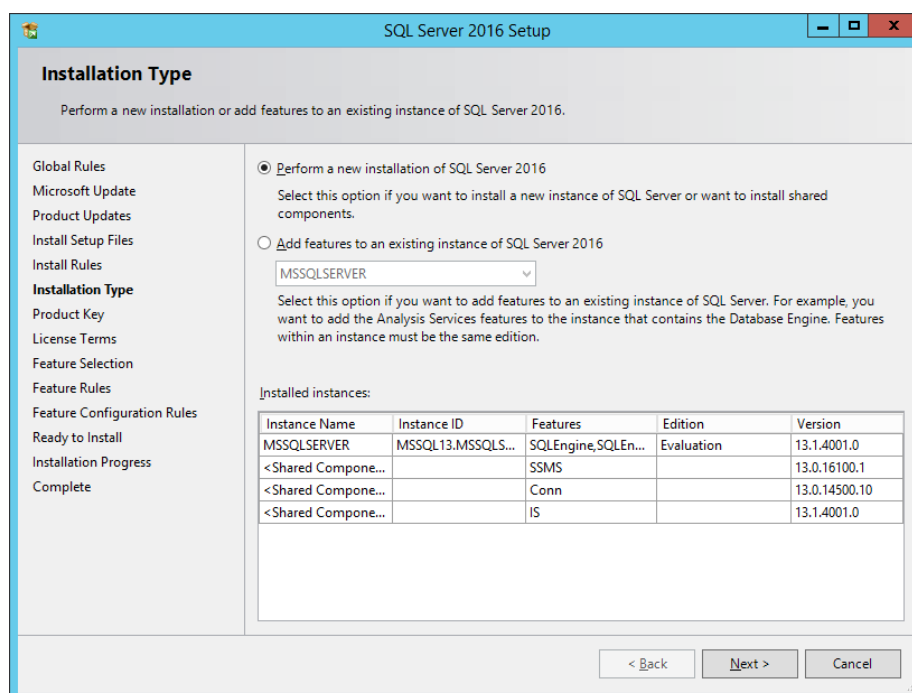 SQL Server 2016 Setup
Installation Type
Perform a new installation or add features to an existing instance of SQL Server 2016.
Global Rules
Microsoft Update
Product Updates
Install Setup Files
Install Rules
Installation Type
Product Key
License Terms
Feature Selection
Feature Rules
Feature Configuration Rules
Ready to Install
Installation Progress
Complete
Perform a new installation of SQL Server 2016
Select this option if you want to install a new instance of SQL Server or want to install shared
components.
Add features to an existing instance of SQL Server 2016
MSSQLSERVER
Select this option if you want to add features to an existing instance of SQL Server. For example, you
want to add the Analysis Services features to the instance that contains the Database Engine. Features
within an instance must be the same edition.
Installed instances:
Instance Name Instance ID Features Edition Version
MSSQLSERVER MSSQL13.MSSQLS... SQLEngine,SQLEn... Evaluation 13.1.4001.0
<Shared Compone... SSMS 13.0.16100.1
<Shared Compone... Conn 13.0.14500.10
<Shared Compone... IS 13.1.4001.0
< Back Next > Cancel